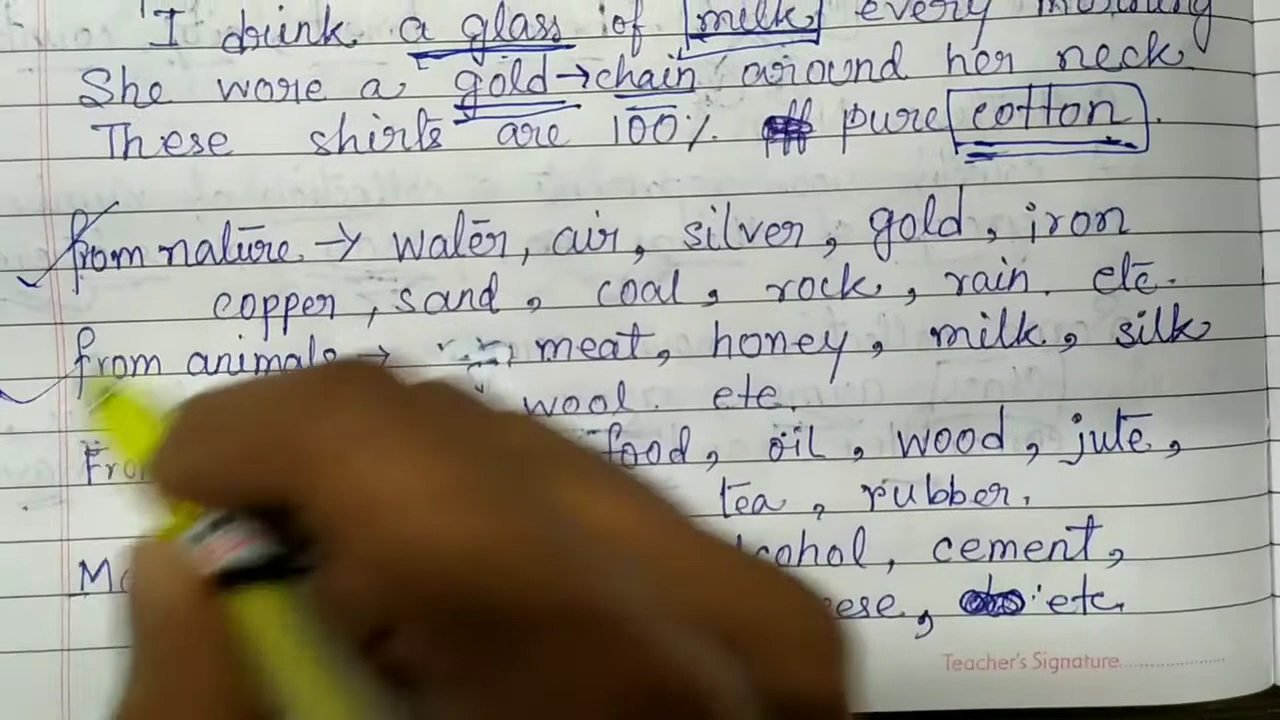 I drink a glass of milk every morning
She wore a gold → chain around her neck
These shirts are 100% pure cotton.
from nature → water, air, silver, gold, iron
copper, sand, coal, rock, rain. etc.
from animals → meat, honey, milk, silk
wool. etc.
food, oil, wood, jute,
tea, rubber.
cement,
etc.
Teacher's Signature